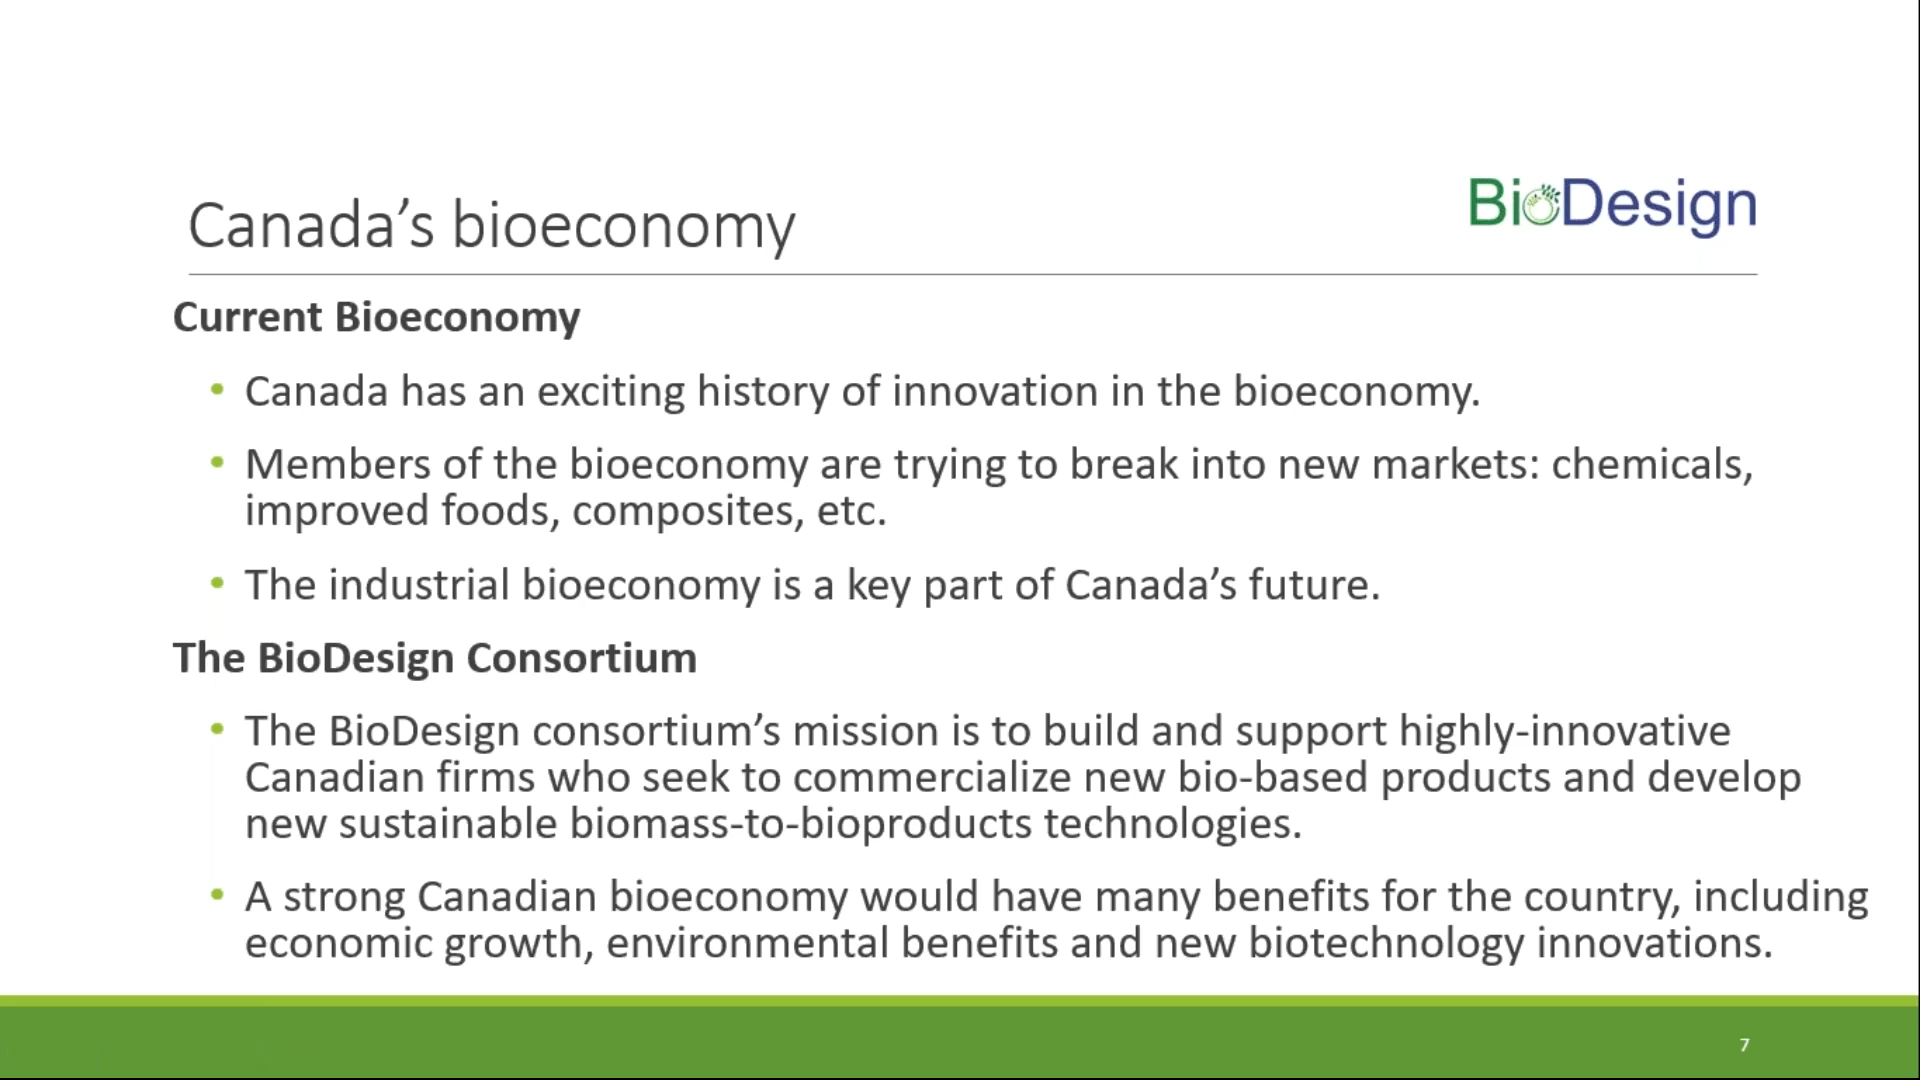 Canada’s bioeconomy
BioDesign
Current Bioeconomy
• Canada has an exciting history of innovation in the bioeconomy.
• Members of the bioeconomy are trying to break into new markets: chemicals,
improved foods, composites, etc.
• The industrial bioeconomy is a key part of Canada’s future.
The BioDesign Consortium
• The BioDesign consortium’s mission is to build and support highly-innovative
Canadian firms who seek to commercialize new bio-based products and develop
new sustainable biomass-to-bioproducts technologies.
• A strong Canadian bioeconomy would have many benefits for the country, including
economic growth, environmental benefits and new biotechnology innovations.
7